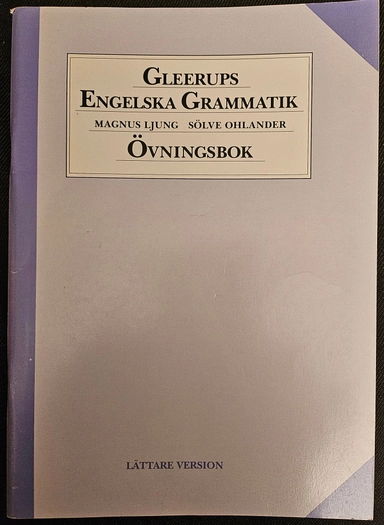 GLEERUPS
ENGELSKA GRAMMATIK
MAGNUS LJUNG SÖLVE OHLANDER
ÖVNINGSBOK
LÄTTARE VERSION